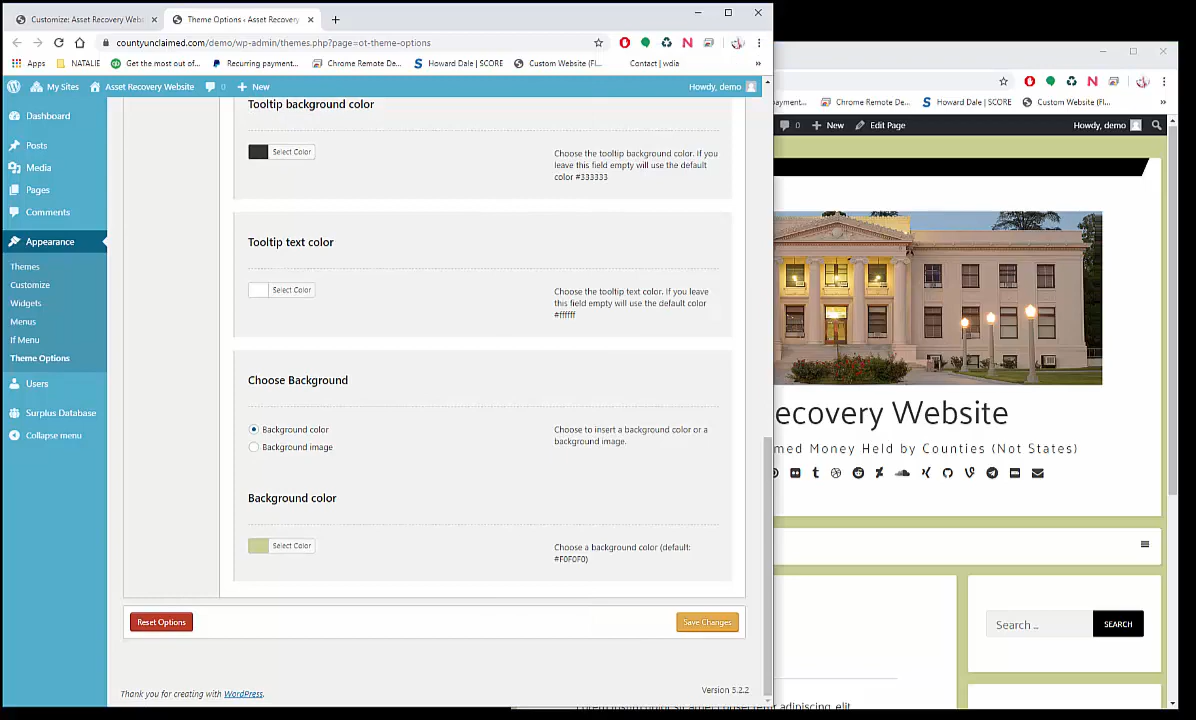 Customize: Asset Recovery Webs
Theme Options ‹ Asset Recovery
countyunclaimed.com/demo/wp-admin/themes.php?page=ot-theme-options
Apps
NATALIE
Get the most out of...
Recurring payment...
Chrome Remote De...
Howard Dale | SCORE
Custom Website (Fl...
Contact | wdia
»
My Sites
Asset Recovery Website
0
New
Howdy, demo
Dashboard
Posts
Media
Pages
Comments
Appearance
Themes
Customize
Widgets
Menus
If Menu
Theme Options
Users
Surplus Database
Collapse menu
Tooltip background color
Select Color
Choose the tooltip background color. If you
leave this field empty will use the default
color #333333
Tooltip text color
Select Color
Choose the tooltip text color. If you leave
this field empty will use the default color
#ffffff
Choose Background
Background color
Background image
Choose to insert a background color or a
background image.
Background color
Select Color
Choose a background color (default:
#F0F0F0)
Reset Options
Save Changes
Thank you for creating with WordPress.
Version 5.2.2
ayment...
Chrome Remote De...
Howard Dale | SCORE
Custom Website (Fl...
»
0
New
Edit Page
Howdy, demo
ecovery Website
med Money Held by Counties (Not States)
Search ...
SEARCH
Lorem ipsum dolor sit amet consectetur adipiscing elit